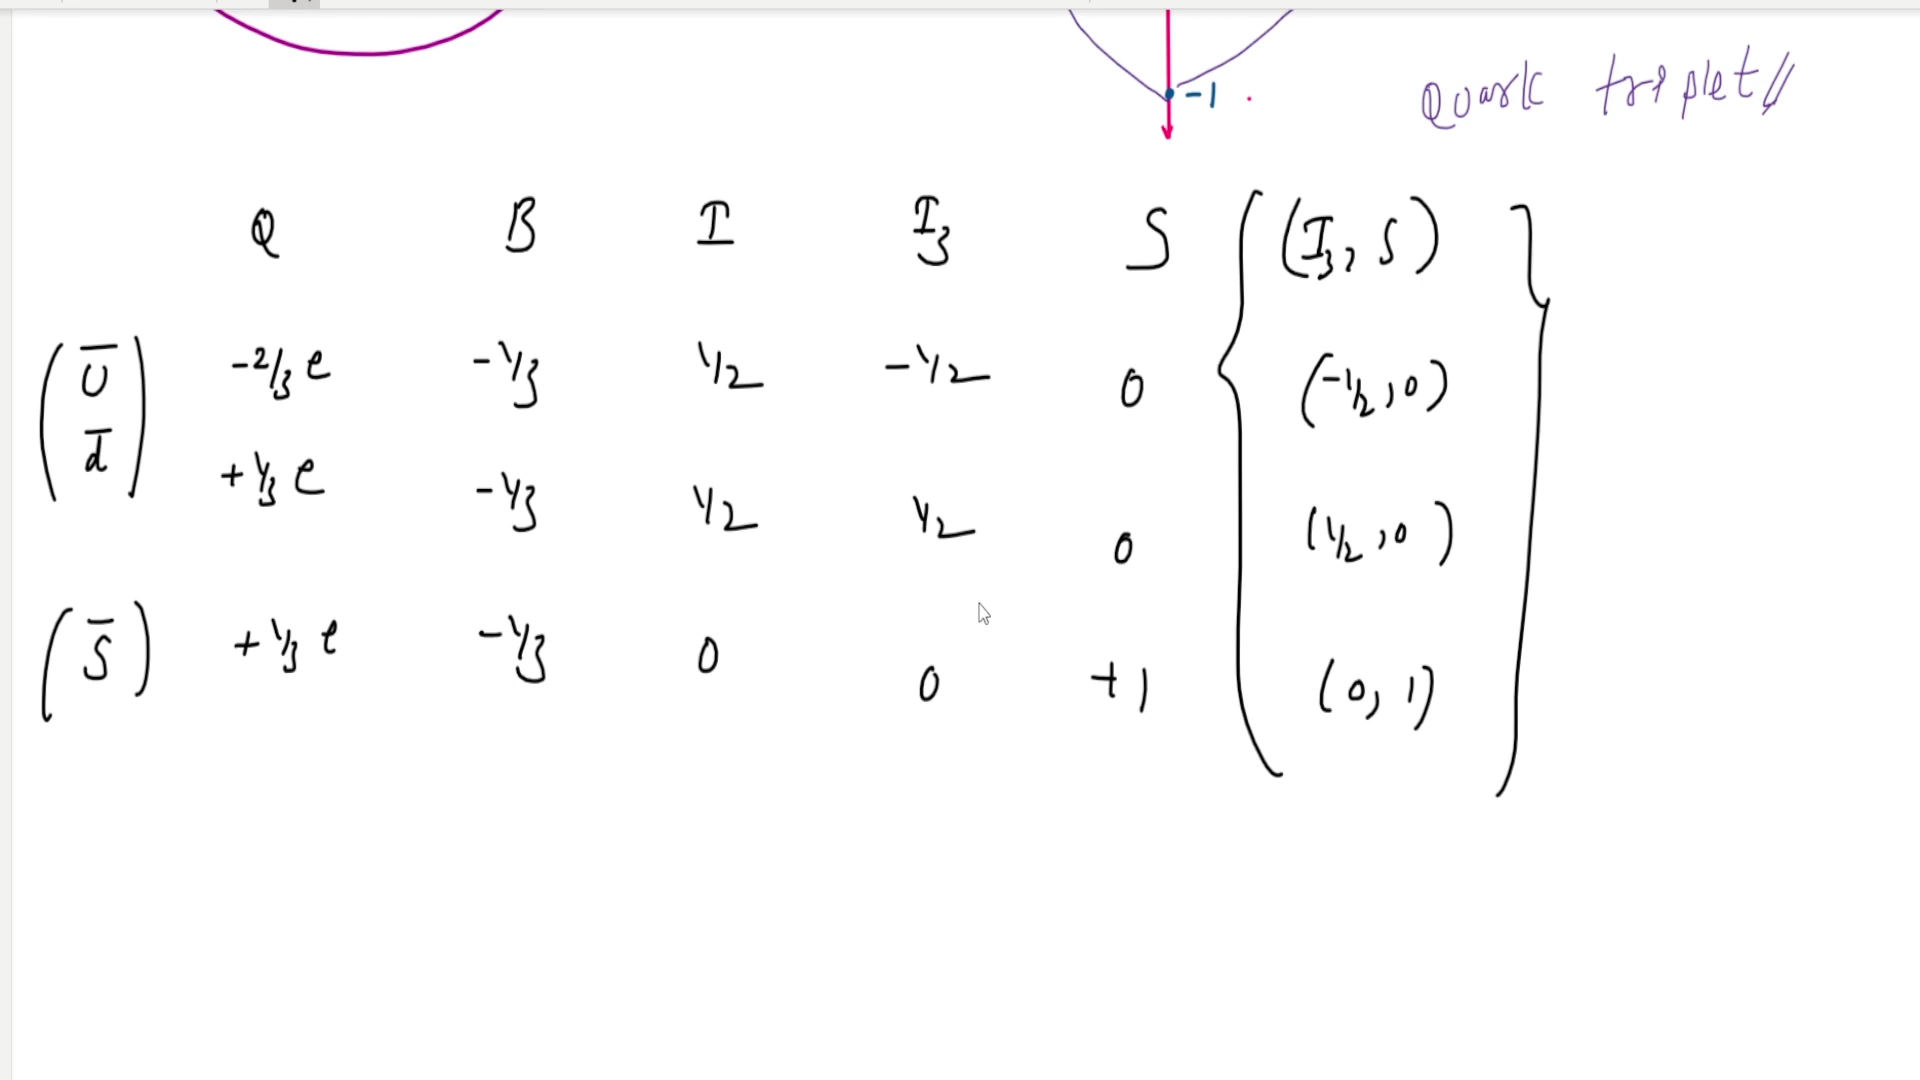 -1
Quark triplet//
Q B I I₃ S (I₃, S)
ū -2/3 e -1/3 1/2 -1/2 0 (-1/2, 0)
d̄ +1/3 e -1/3 1/2 1/2 0 (1/2, 0)
(s̄) +1/3 e -1/3 0 0 +1 (0, 1)